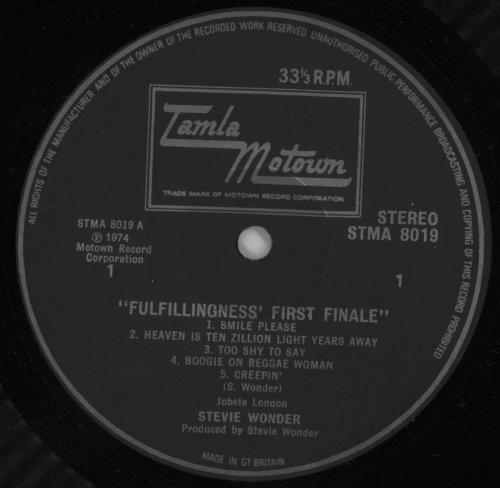 ALL RIGHTS OF THE MANUFACTURER AND OF THE OWNER OF THE RECORDED WORK RESERVED UNAUTHORISED PUBLIC PERFORMANCE BROADCASTING AND COPYING OF THIS RECORD PROHIBITED
33⅓ R.P.M.
Tamla
Motown
TRADE MARK OF MOTOWN RECORD CORPORATION
STMA 8019 A
℗ 1974
Motown Record
Corporation
1
STEREO
STMA 8019
1
"FULFILLINGNESS' FIRST FINALE"
1. SMILE PLEASE
2. HEAVEN IS TEN ZILLION LIGHT YEARS AWAY
3. TOO SHY TO SAY
4. BOOGIE ON REGGAE WOMAN
5. CREEPIN'
(S. Wonder)
Jobete London
STEVIE WONDER
Produced by Stevie Wonder
MADE IN GT BRITAIN